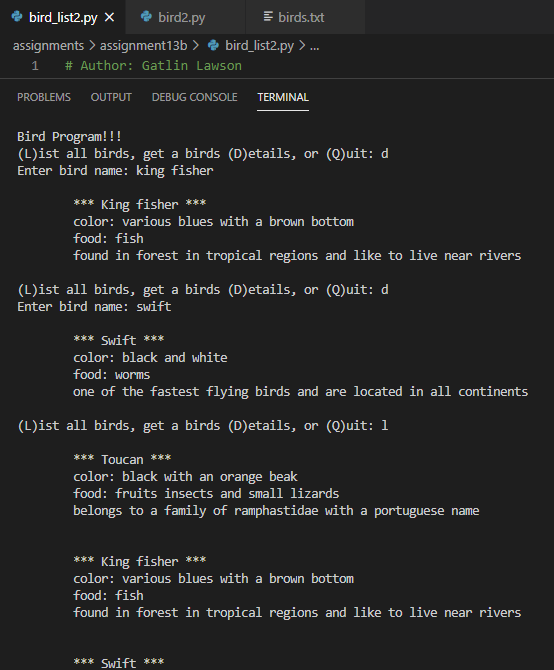 bird_list2.py bird2.py birds.txt
assignments > assignment13b > bird_list2.py > ...
1 # Author: Gatlin Lawson
PROBLEMS OUTPUT DEBUG CONSOLE TERMINAL
Bird Program!!!
(L)ist all birds, get a birds (D)etails, or (Q)uit: d
Enter bird name: king fisher
*** King fisher ***
color: various blues with a brown bottom
food: fish
found in forest in tropical regions and like to live near rivers
(L)ist all birds, get a birds (D)etails, or (Q)uit: d
Enter bird name: swift
*** Swift ***
color: black and white
food: worms
one of the fastest flying birds and are located in all continents
(L)ist all birds, get a birds (D)etails, or (Q)uit: l
*** Toucan ***
color: black with an orange beak
food: fruits insects and small lizards
belongs to a family of ramphastidae with a portuguese name
*** King fisher ***
color: various blues with a brown bottom
food: fish
found in forest in tropical regions and like to live near rivers
*** Swift ***